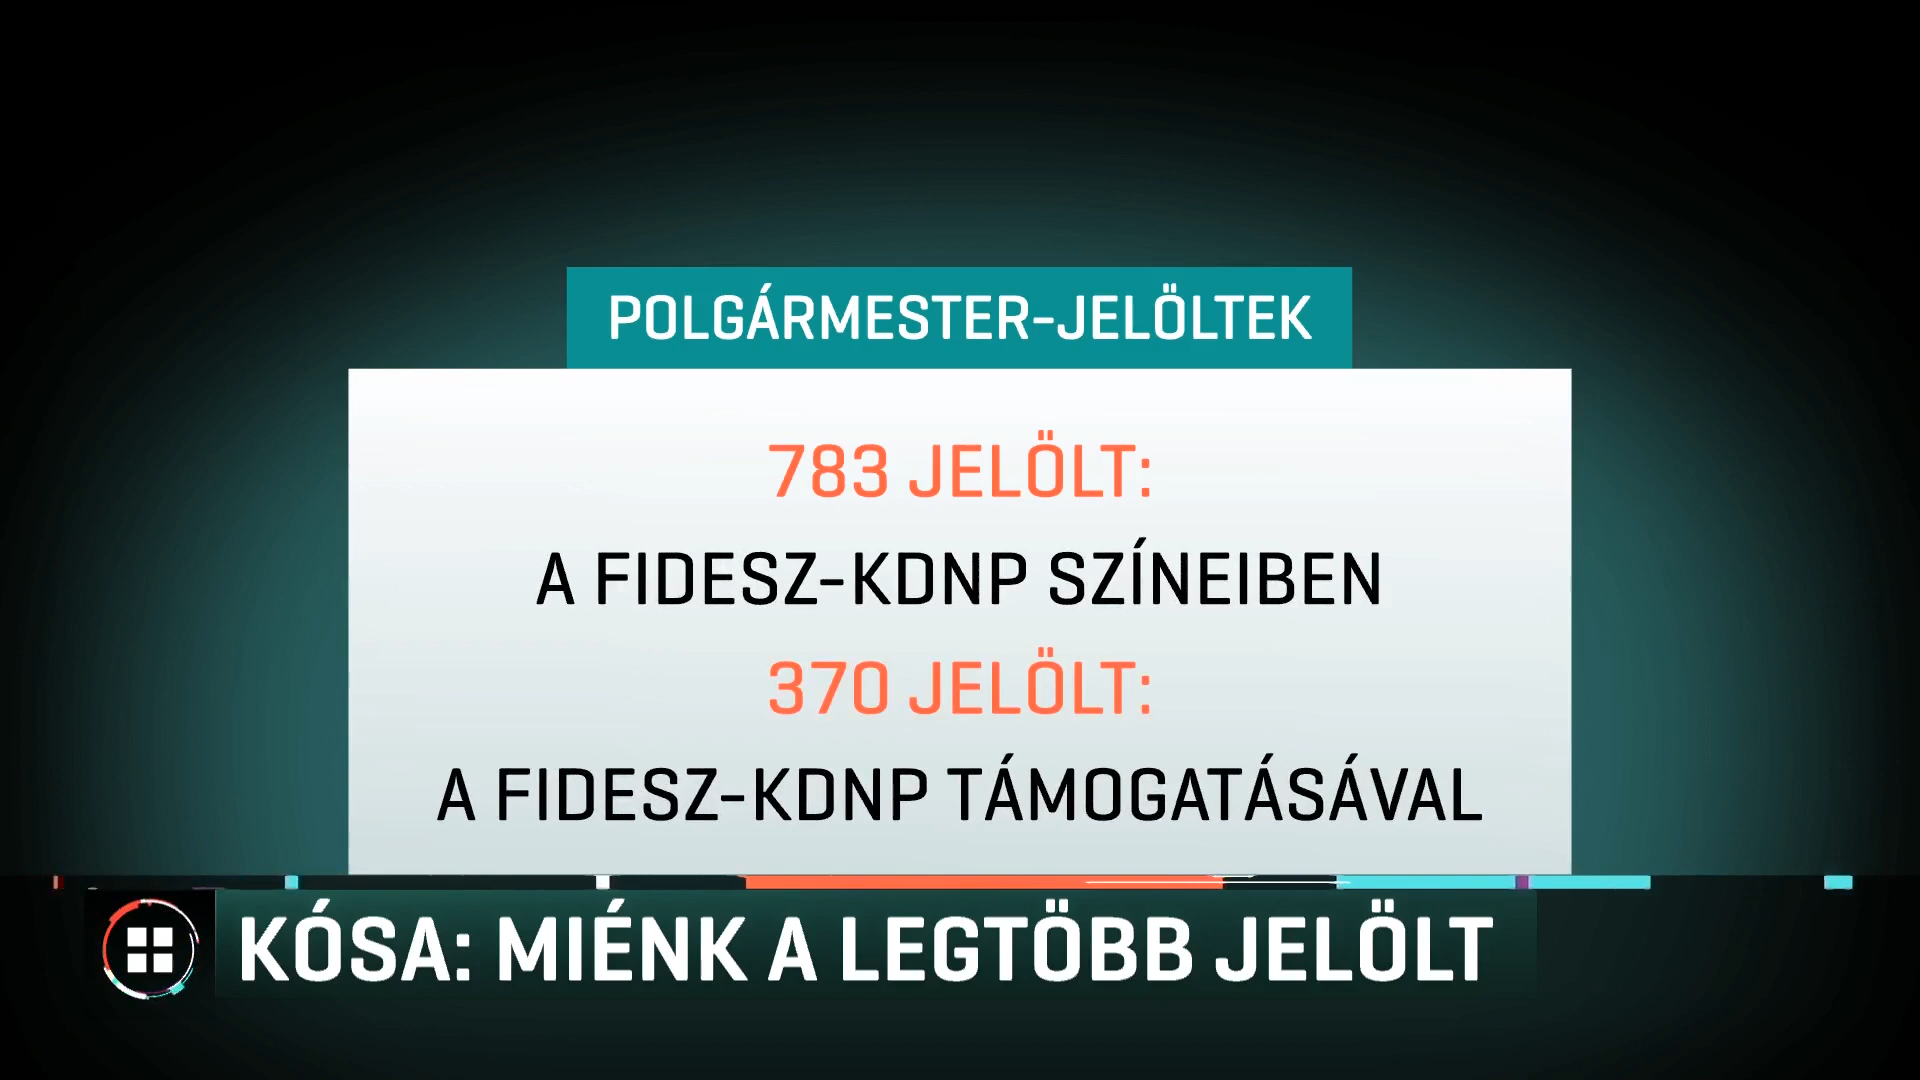 POLGÁRMESTER-JELÖLTEK
783 JELÖLT:
A FIDESZ-KDNP SZÍNEIBEN
370 JELÖLT:
A FIDESZ-KDNP TÁMOGATÁSÁVAL
KÓSA: MIÉNK A LEGTÖBB JELÖLT